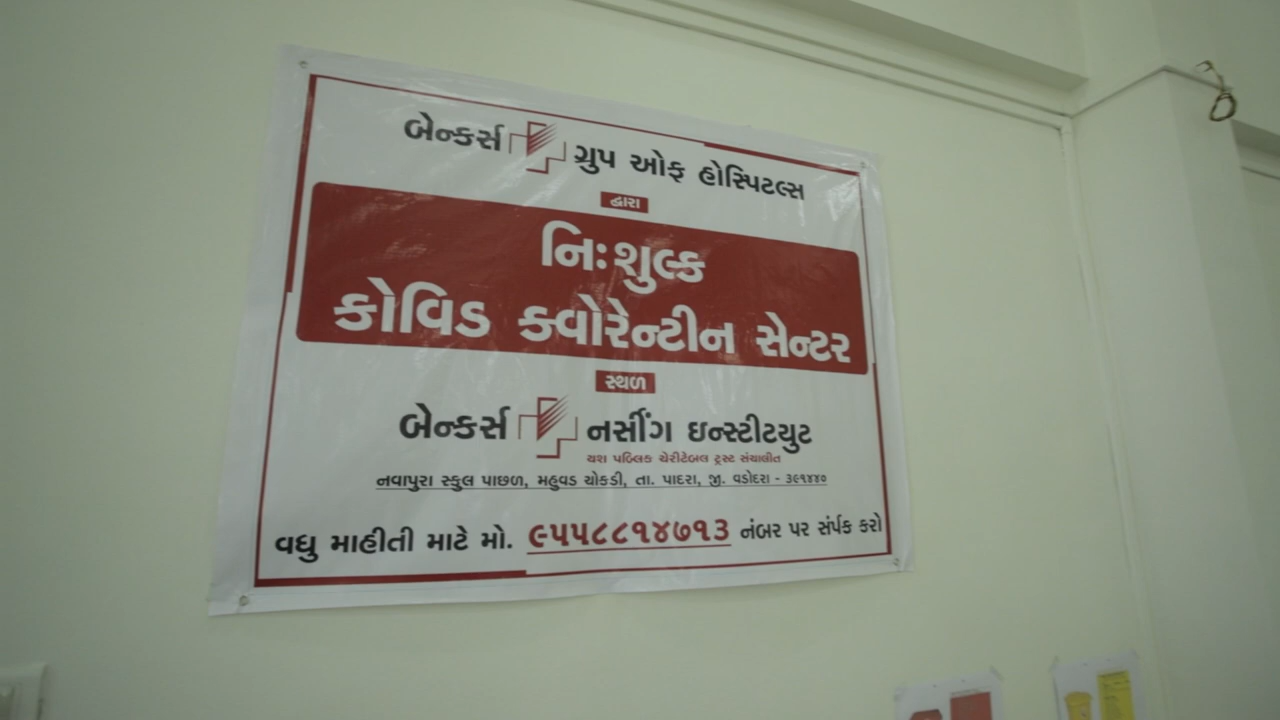 બેન્કર્સ ગ્રુપ ઓફ હોસ્પિટલ્સ
દ્વારા
નિઃશુલ્ક
કોવિડ ક્વોરેન્ટીન સેન્ટર
સ્થળ
બેન્કર્સ નર્સીંગ ઇન્સ્ટીટયુટ
યશ પબ્લિક ચેરીટેબલ ટ્રસ્ટ સંચાલીત
નવાપુરા સ્કુલ પાછળ, મહુવડ ચોકડી, તા. પાદરા, જી. વડોદરા - ૩૯૧૪૪૦
વધુ માહીતી માટે મો. ૯૫૫૮૮૧૪૭૧૩ નંબર પર સંર્પક કરો